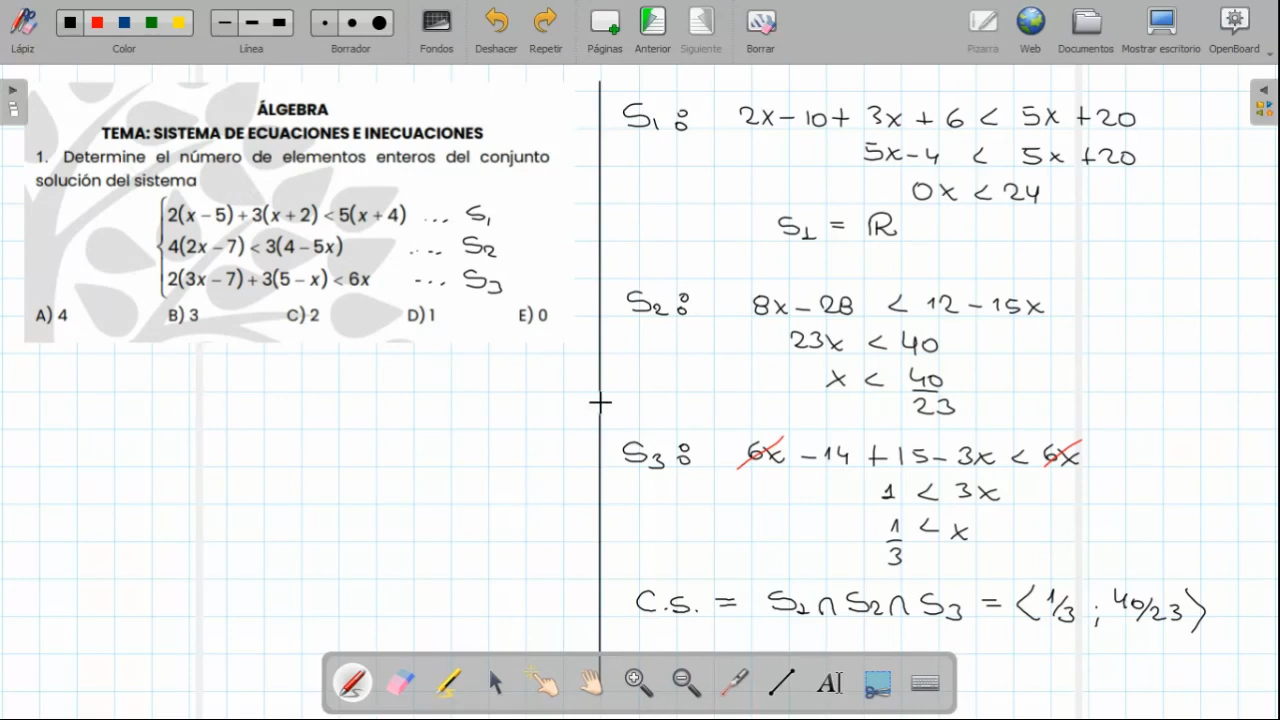 Lápiz Color Línea Borrador Fondos Deshacer Repetir Páginas Anterior Siguiente Borrar Pizarra Web Documentos Mostrar escritorio OpenBoard
ÁLGEBRA
TEMA: SISTEMA DE ECUACIONES E INECUACIONES
1. Determine el número de elementos enteros del conjunto
solución del sistema
2(x – 5) + 3(x + 2) < 5(x + 4) ... S1
4(2x – 7) < 3(4 – 5x) .... S2
2(3x – 7) + 3(5 – x) < 6x --·· S3
A) 4 B) 3 C) 2 D) 1 E) 0
S1: 2x – 10 + 3x + 6 < 5x + 20
5x – 4 < 5x + 20
0x < 24
S1 = ℝ
S2: 8x – 28 < 12 – 15x
23x < 40
x < 40/23
S3: 6x – 14 + 15 – 3x < 6x
1 < 3x
1/3 < x
C.S. = S1 ∩ S2 ∩ S3 = ⟨1/3 ; 40/23⟩
AI